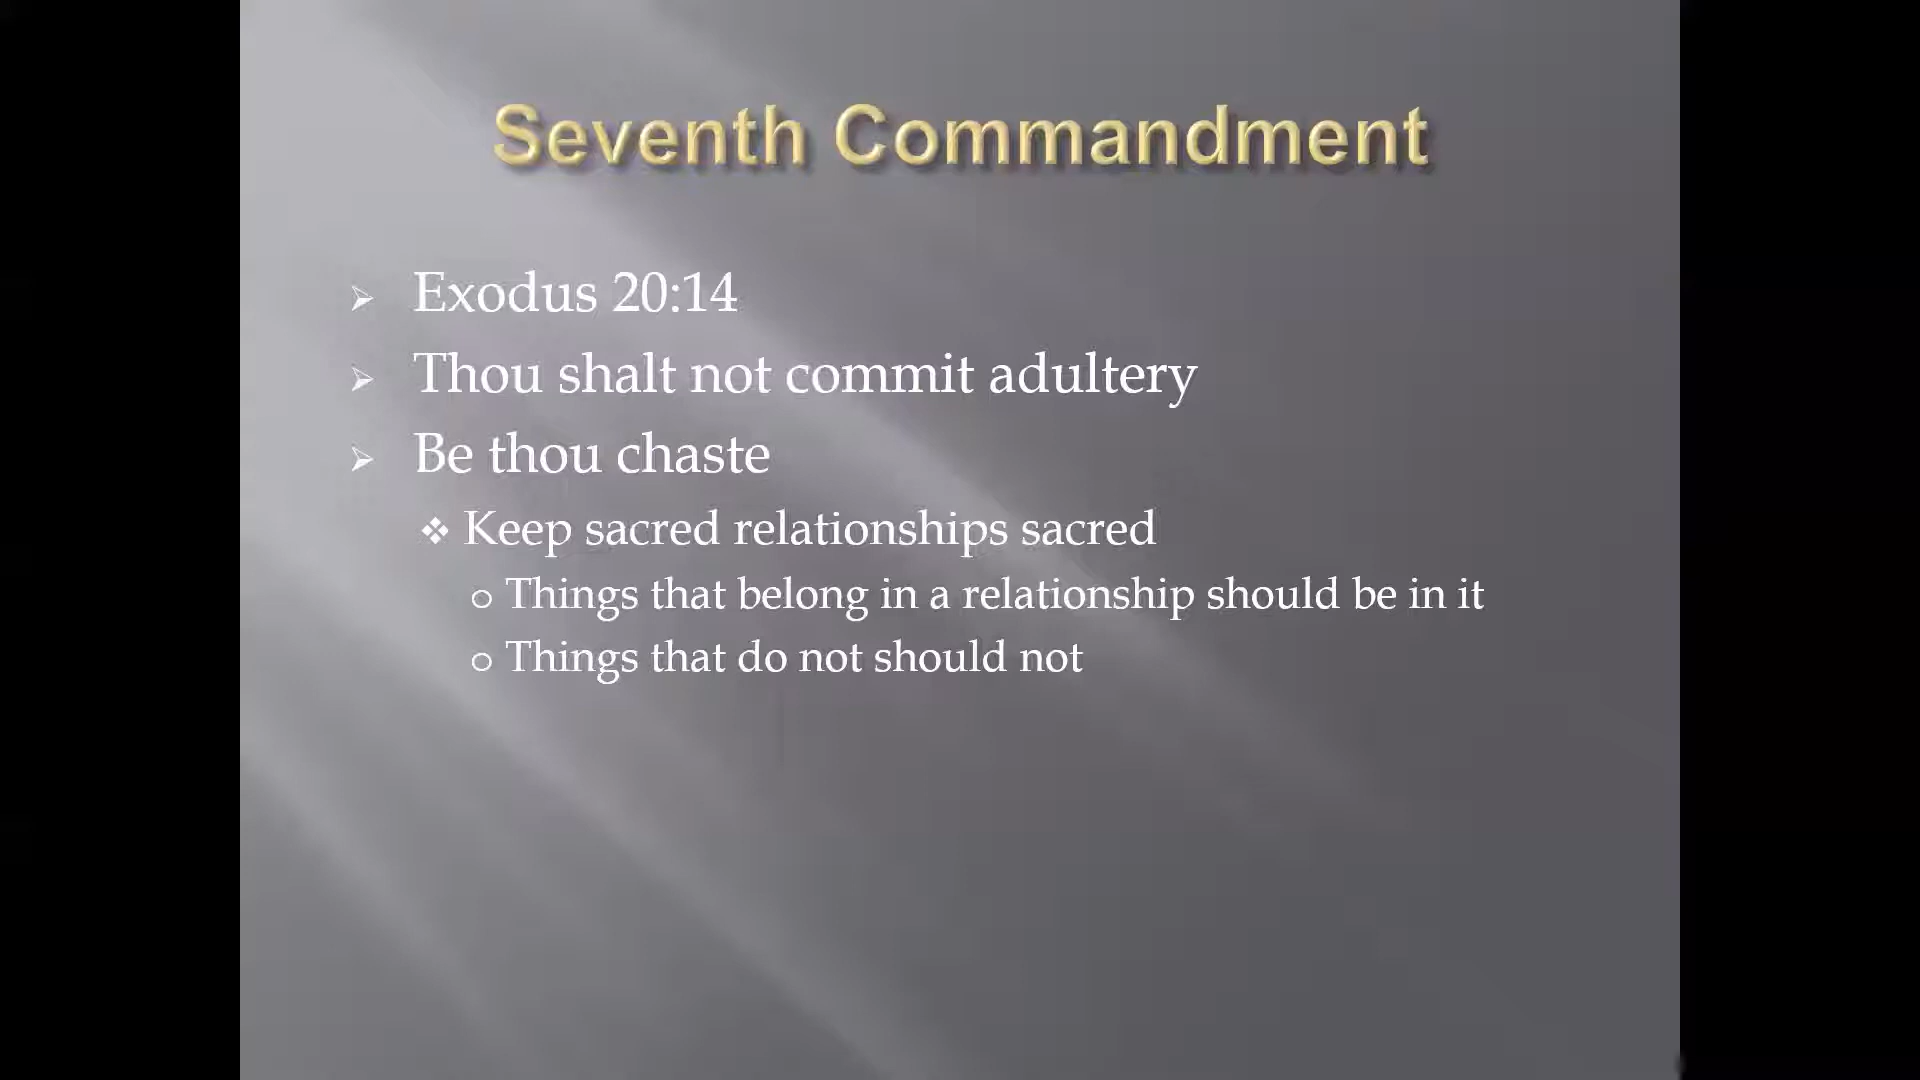 Seventh Commandment
Exodus 20:14
Thou shalt not commit adultery
Be thou chaste
Keep sacred relationships sacred
Things that belong in a relationship should be in it
Things that do not should not